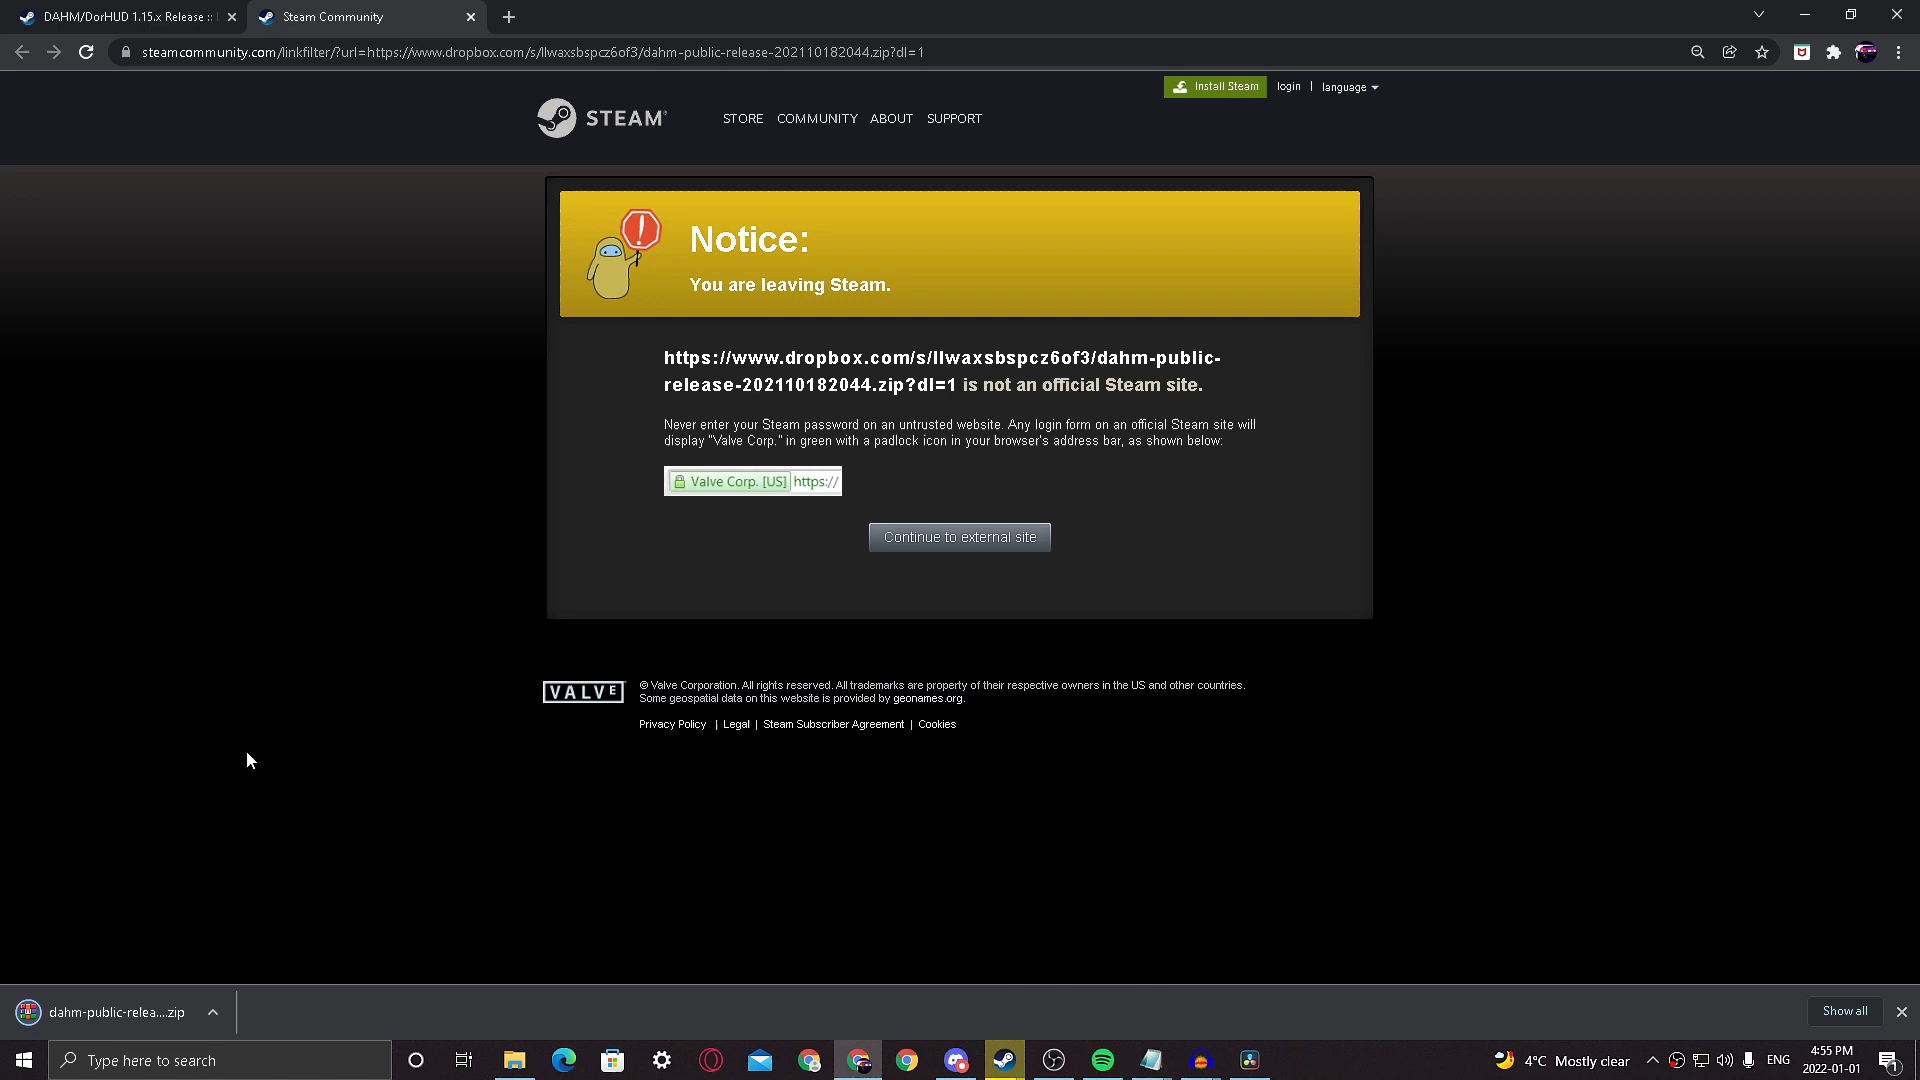 DAHM/DorHUD 1.15.x Release ::
Steam Community
steamcommunity.com/linkfilter/?url=https://www.dropbox.com/s/llwaxsbspcz6of3/dahm-public-release-202110182044.zip?dl=1
Install Steam
login | language
STEAM®
STORE COMMUNITY ABOUT SUPPORT
Notice:
You are leaving Steam.
https://www.dropbox.com/s/llwaxsbspcz6of3/dahm-public-
release-202110182044.zip?dl=1 is not an official Steam site.
Never enter your Steam password on an untrusted website. Any login form on an official Steam site will
display "Valve Corp." in green with a padlock icon in your browser's address bar, as shown below:
Valve Corp. [US] https://
Continue to external site
VALVE
© Valve Corporation. All rights reserved. All trademarks are property of their respective owners in the US and other countries.
Some geospatial data on this website is provided by geonames.org.
Privacy Policy | Legal | Steam Subscriber Agreement | Cookies
dahm-public-relea....zip
Show all
Type here to search
4°C Mostly clear
ENG
4:55 PM
2022-01-01
1